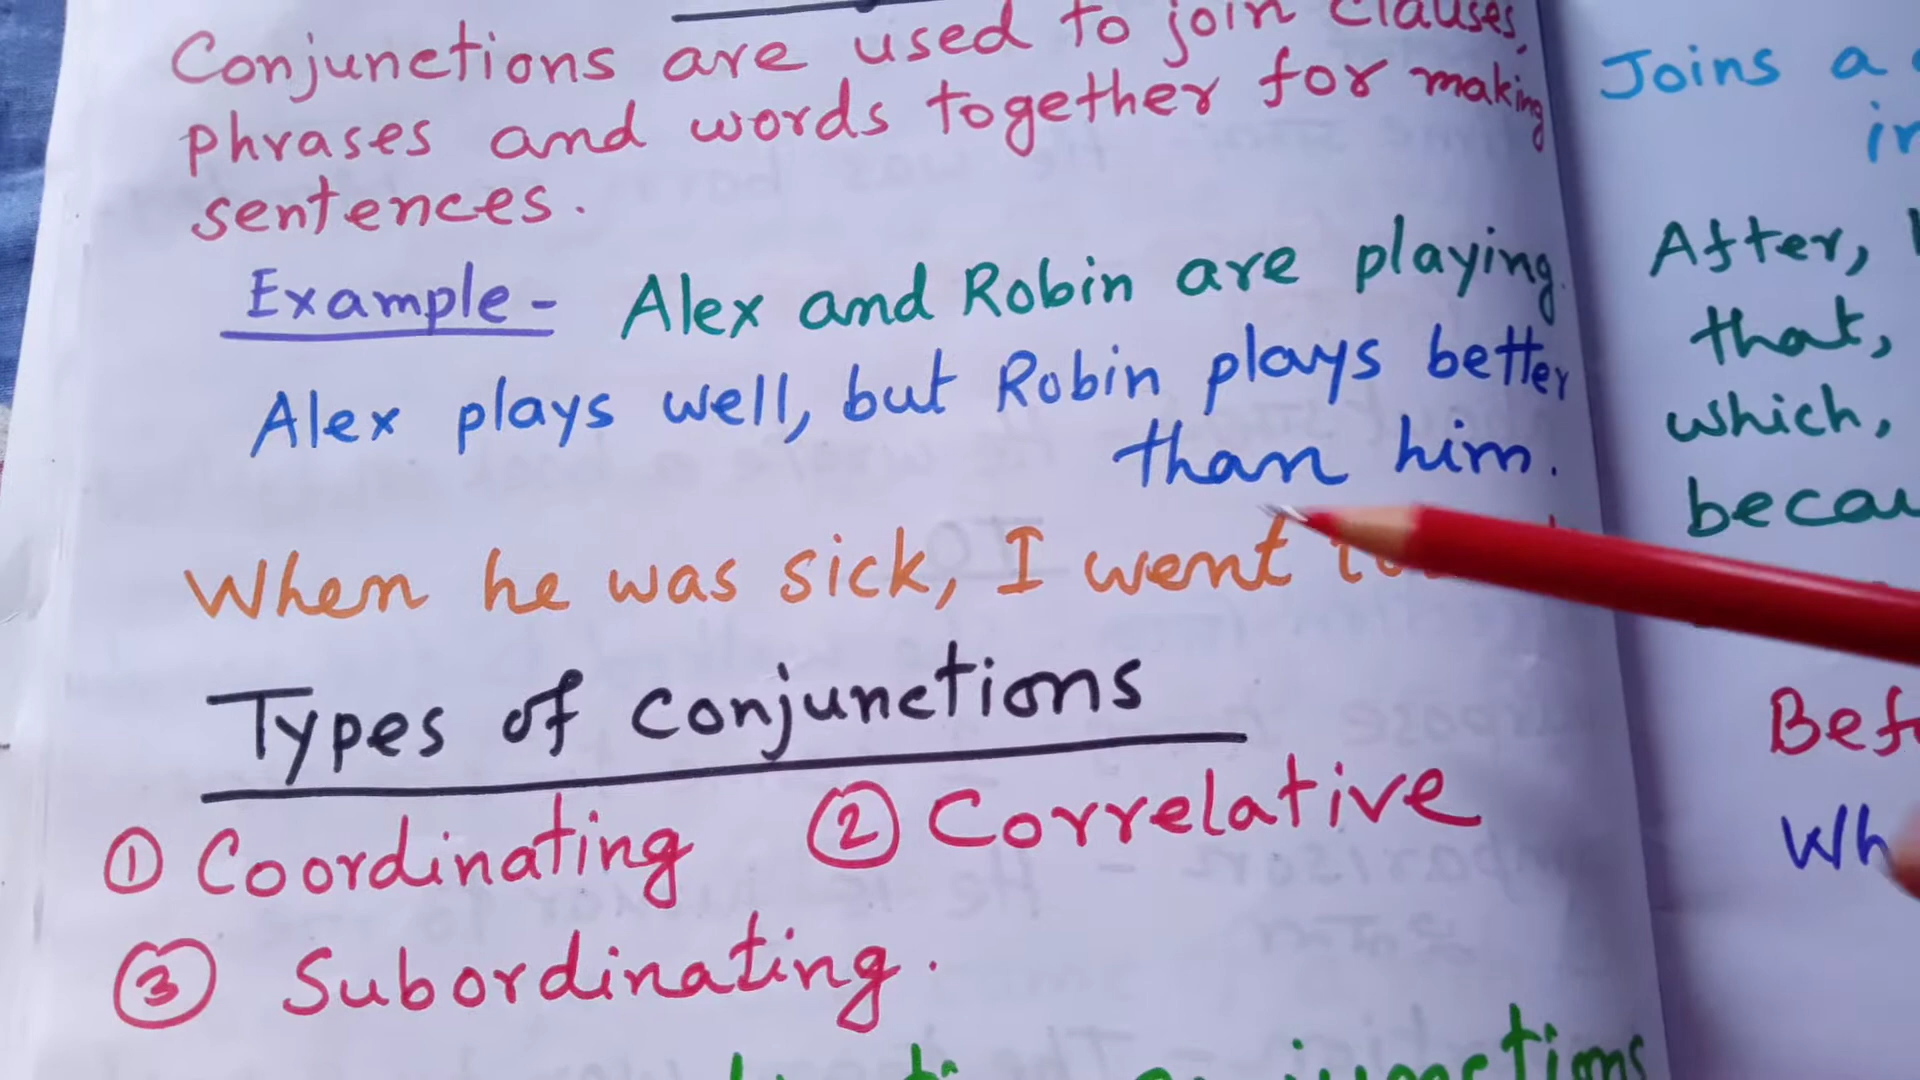 Conjunctions are used to join clauses,
phrases and words together for making
sentences.
Example- Alex and Robin are playing.
Alex plays well, but Robin plays better
than him.
When he was sick, I went
Types of conjunctions
① Coordinating ② Correlative
③ Subordinating.
Joins a
After,
that,
which,